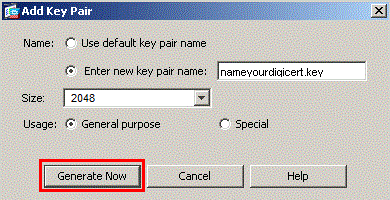 Add Key Pair
Name: Use default key pair name
Enter new key pair name: nameyourdigicert.key
Size: 2048
Usage: General purpose Special
Generate Now Cancel Help